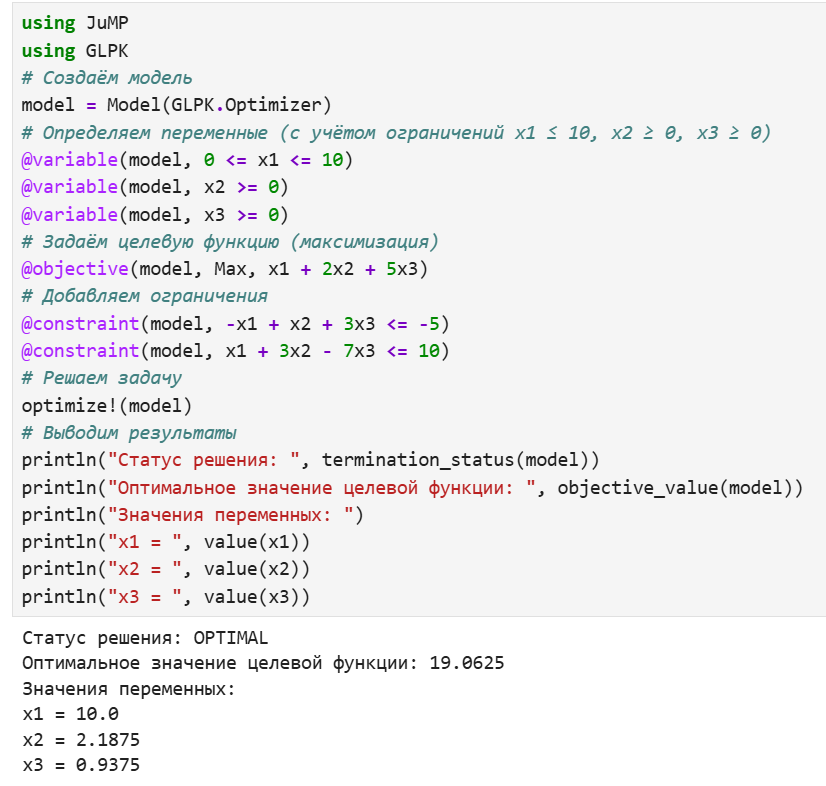 using JuMP
using GLPK
# Создаём модель
model = Model(GLPK.Optimizer)
# Определяем переменные (с учётом ограничений x1 ≤ 10, x2 ≥ 0, x3 ≥ 0)
@variable(model, 0 <= x1 <= 10)
@variable(model, x2 >= 0)
@variable(model, x3 >= 0)
# Задаём целевую функцию (максимизация)
@objective(model, Max, x1 + 2x2 + 5x3)
# Добавляем ограничения
@constraint(model, -x1 + x2 + 3x3 <= -5)
@constraint(model, x1 + 3x2 - 7x3 <= 10)
# Решаем задачу
optimize!(model)
# Выводим результаты
println("Статус решения: ", termination_status(model))
println("Оптимальное значение целевой функции: ", objective_value(model))
println("Значения переменных: ")
println("x1 = ", value(x1))
println("x2 = ", value(x2))
println("x3 = ", value(x3))
Статус решения: OPTIMAL
Оптимальное значение целевой функции: 19.0625
Значения переменных:
x1 = 10.0
x2 = 2.1875
x3 = 0.9375